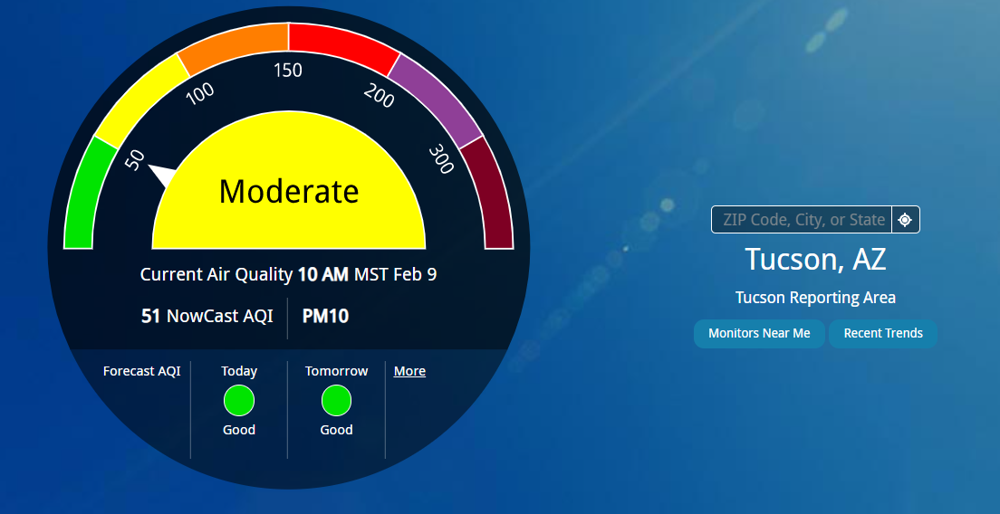 50
100
150
200
300
Moderate
Current Air Quality 10 AM MST Feb 9
51 NowCast AQI
PM10
Forecast AQI
Today
Good
Tomorrow
Good
More
ZIP Code, City, or State
Tucson, AZ
Tucson Reporting Area
Monitors Near Me
Recent Trends